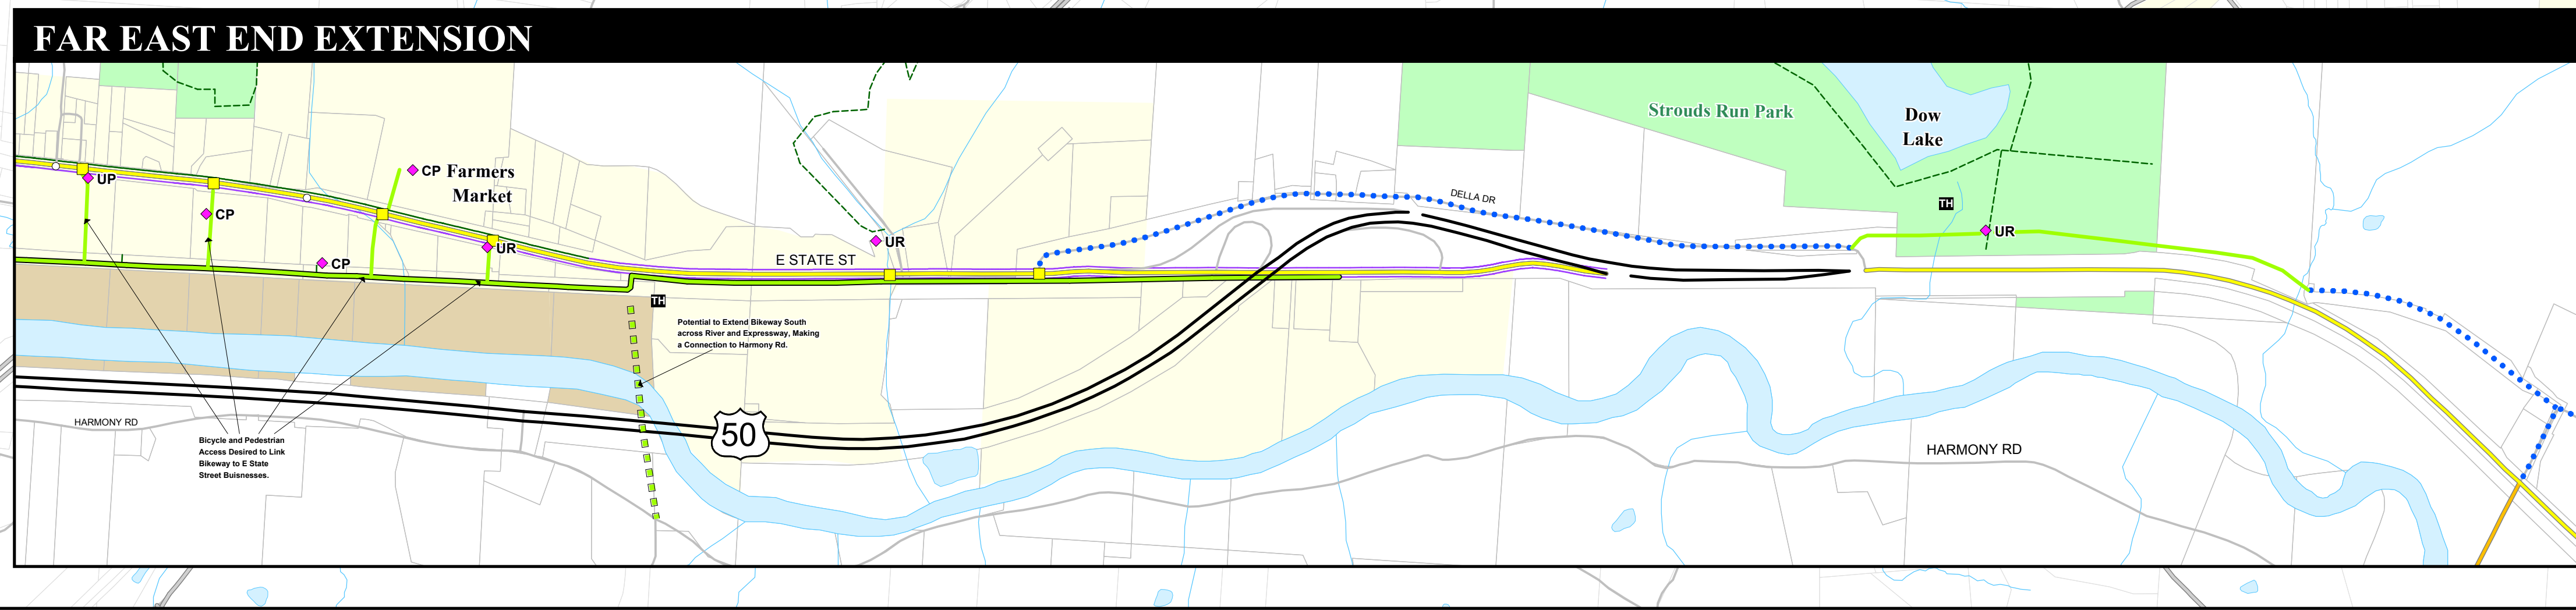 FAR EAST END EXTENSION
Strouds Run Park
Dow
Lake
CP
Farmers
Market
UP
DELLA DR
TH
CP
UR
UR
UR
CP
E STATE ST
TH
Potential to Extend Bikeway South
across River and Expressway, Making
a Connection to Harmony Rd.
HARMONY RD
50
Bicycle and Pedestrian
Access Desired to Link
Bikeway to E State
Street Buisnesses.
HARMONY RD